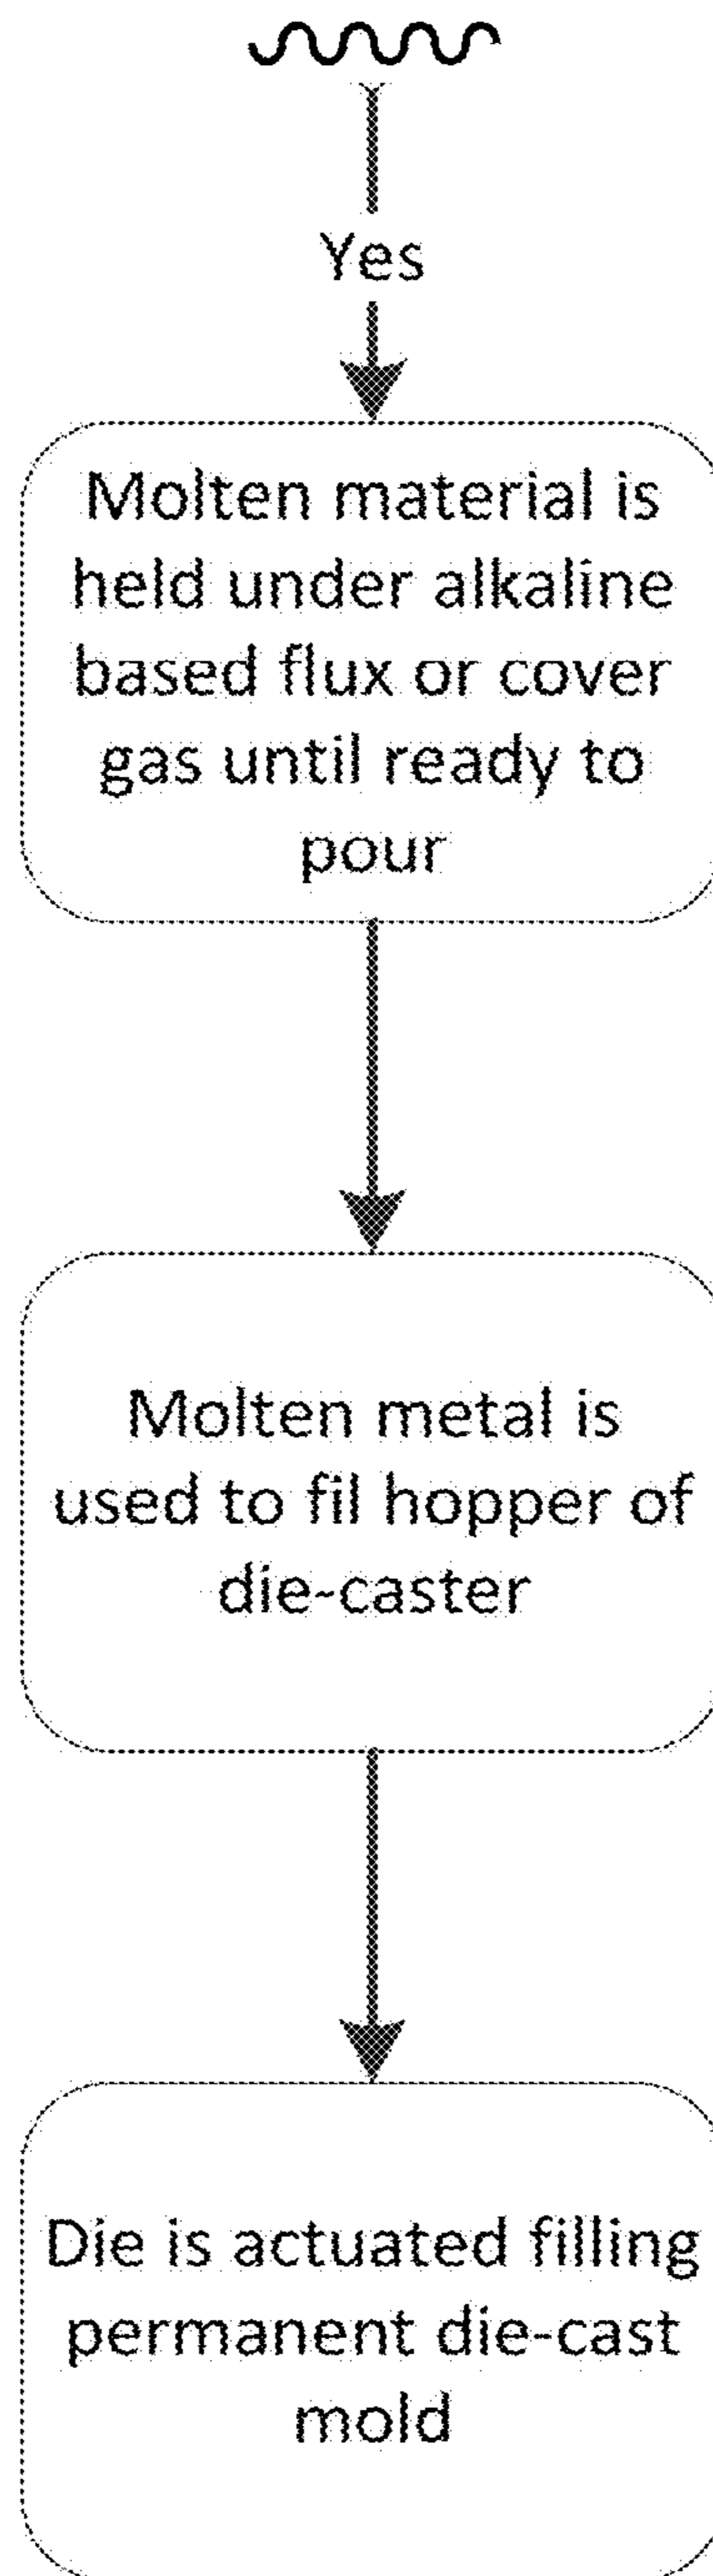 Yes
Molten material is
held under alkaline
based flux or cover
gas until ready to
pour
Molten metal is
used to fil hopper of
die-caster
Die is actuated filling
permanent die-cast
mold